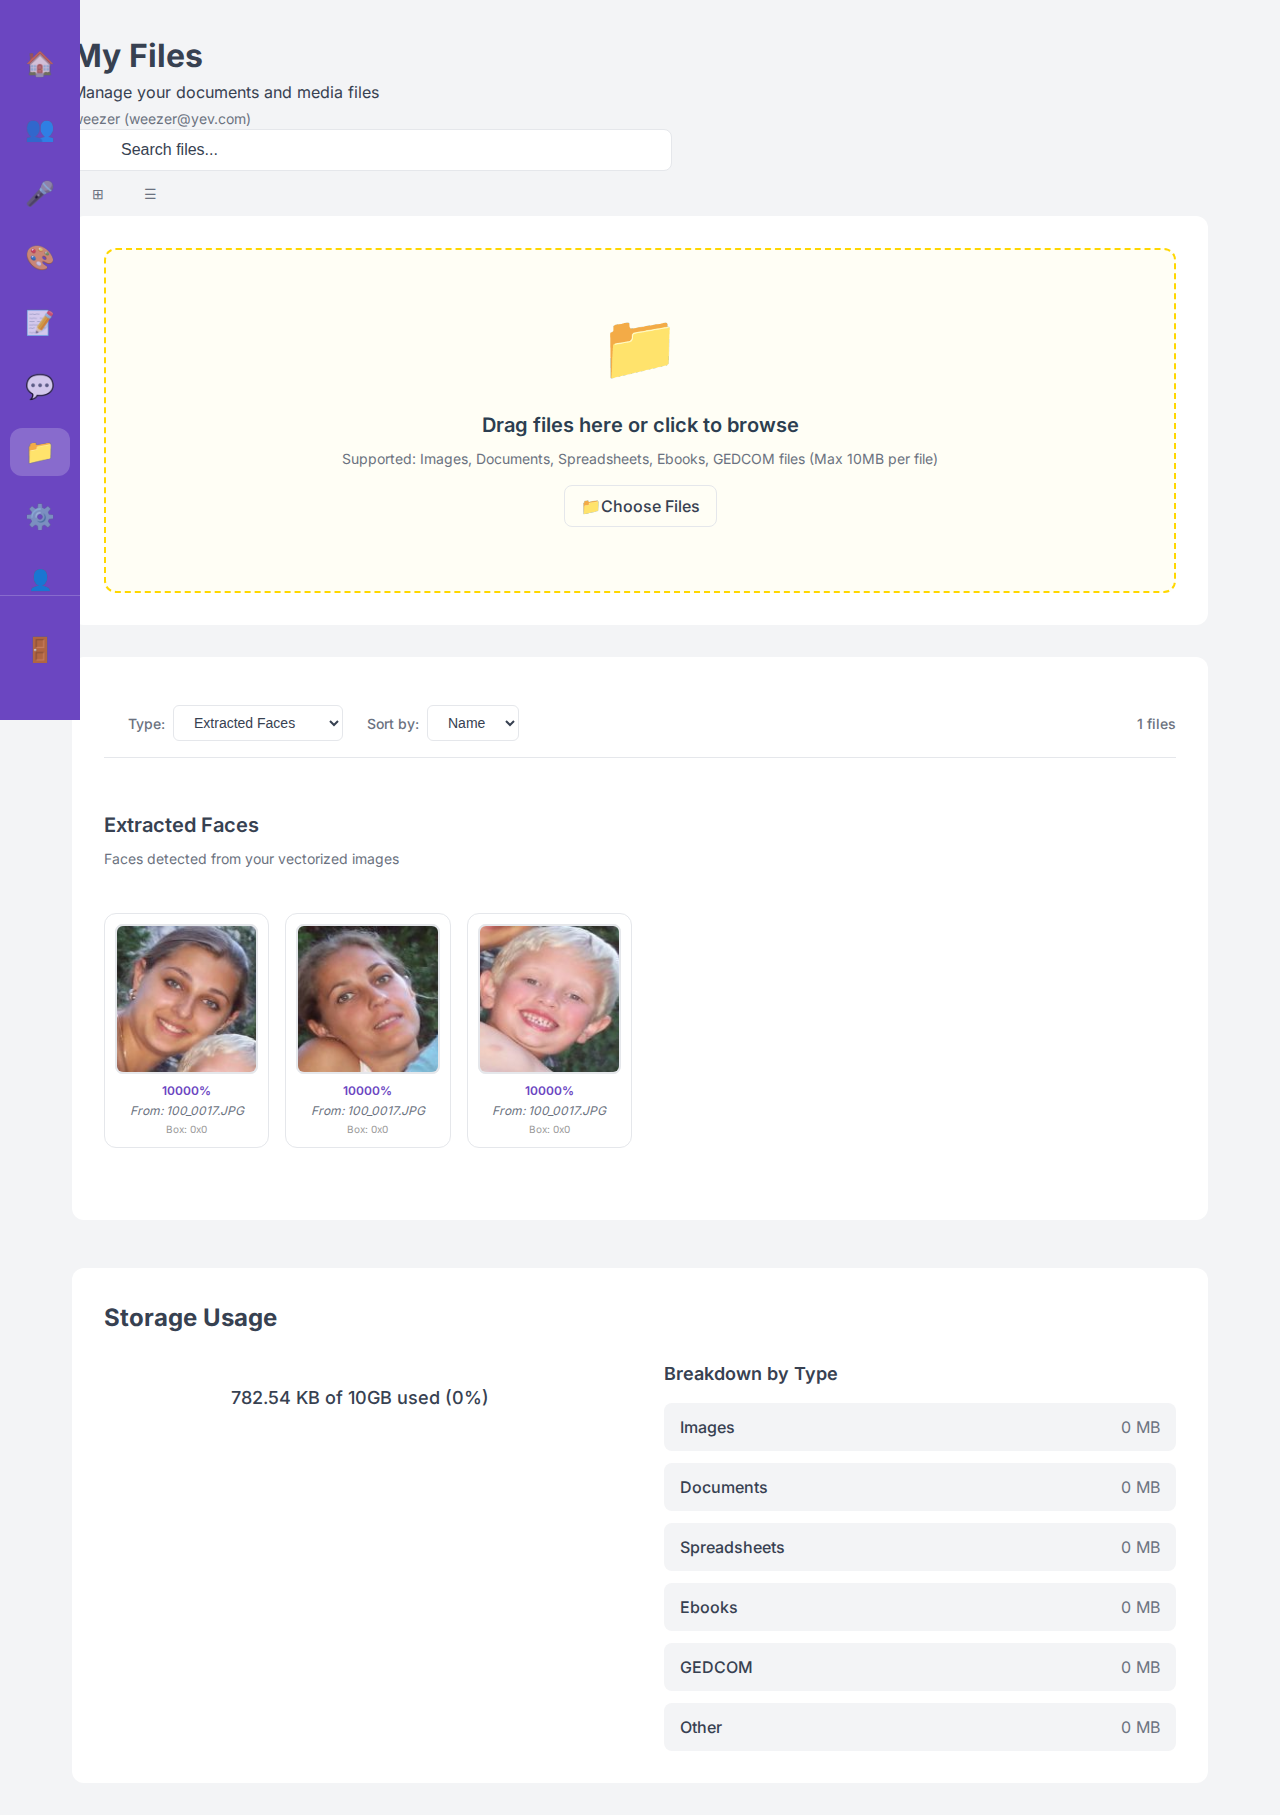 My Files
Manage your documents and media files
weezer (weezer@yev.com)
Search files...
Drag files here or click to browse
Supported: Images, Documents, Spreadsheets, Ebooks, GEDCOM files (Max 10MB per file)
📁Choose Files
Type: Extracted Faces Sort by: Name 1 files
Extracted Faces
Faces detected from your vectorized images
10000% 10000% 10000%
From: 100_0017.JPG From: 100_0017.JPG From: 100_0017.JPG
Box: 0x0 Box: 0x0 Box: 0x0
Storage Usage
782.54 KB of 10GB used (0%)
Breakdown by Type
Images 0 MB
Documents 0 MB
Spreadsheets 0 MB
Ebooks 0 MB
GEDCOM 0 MB
Other 0 MB